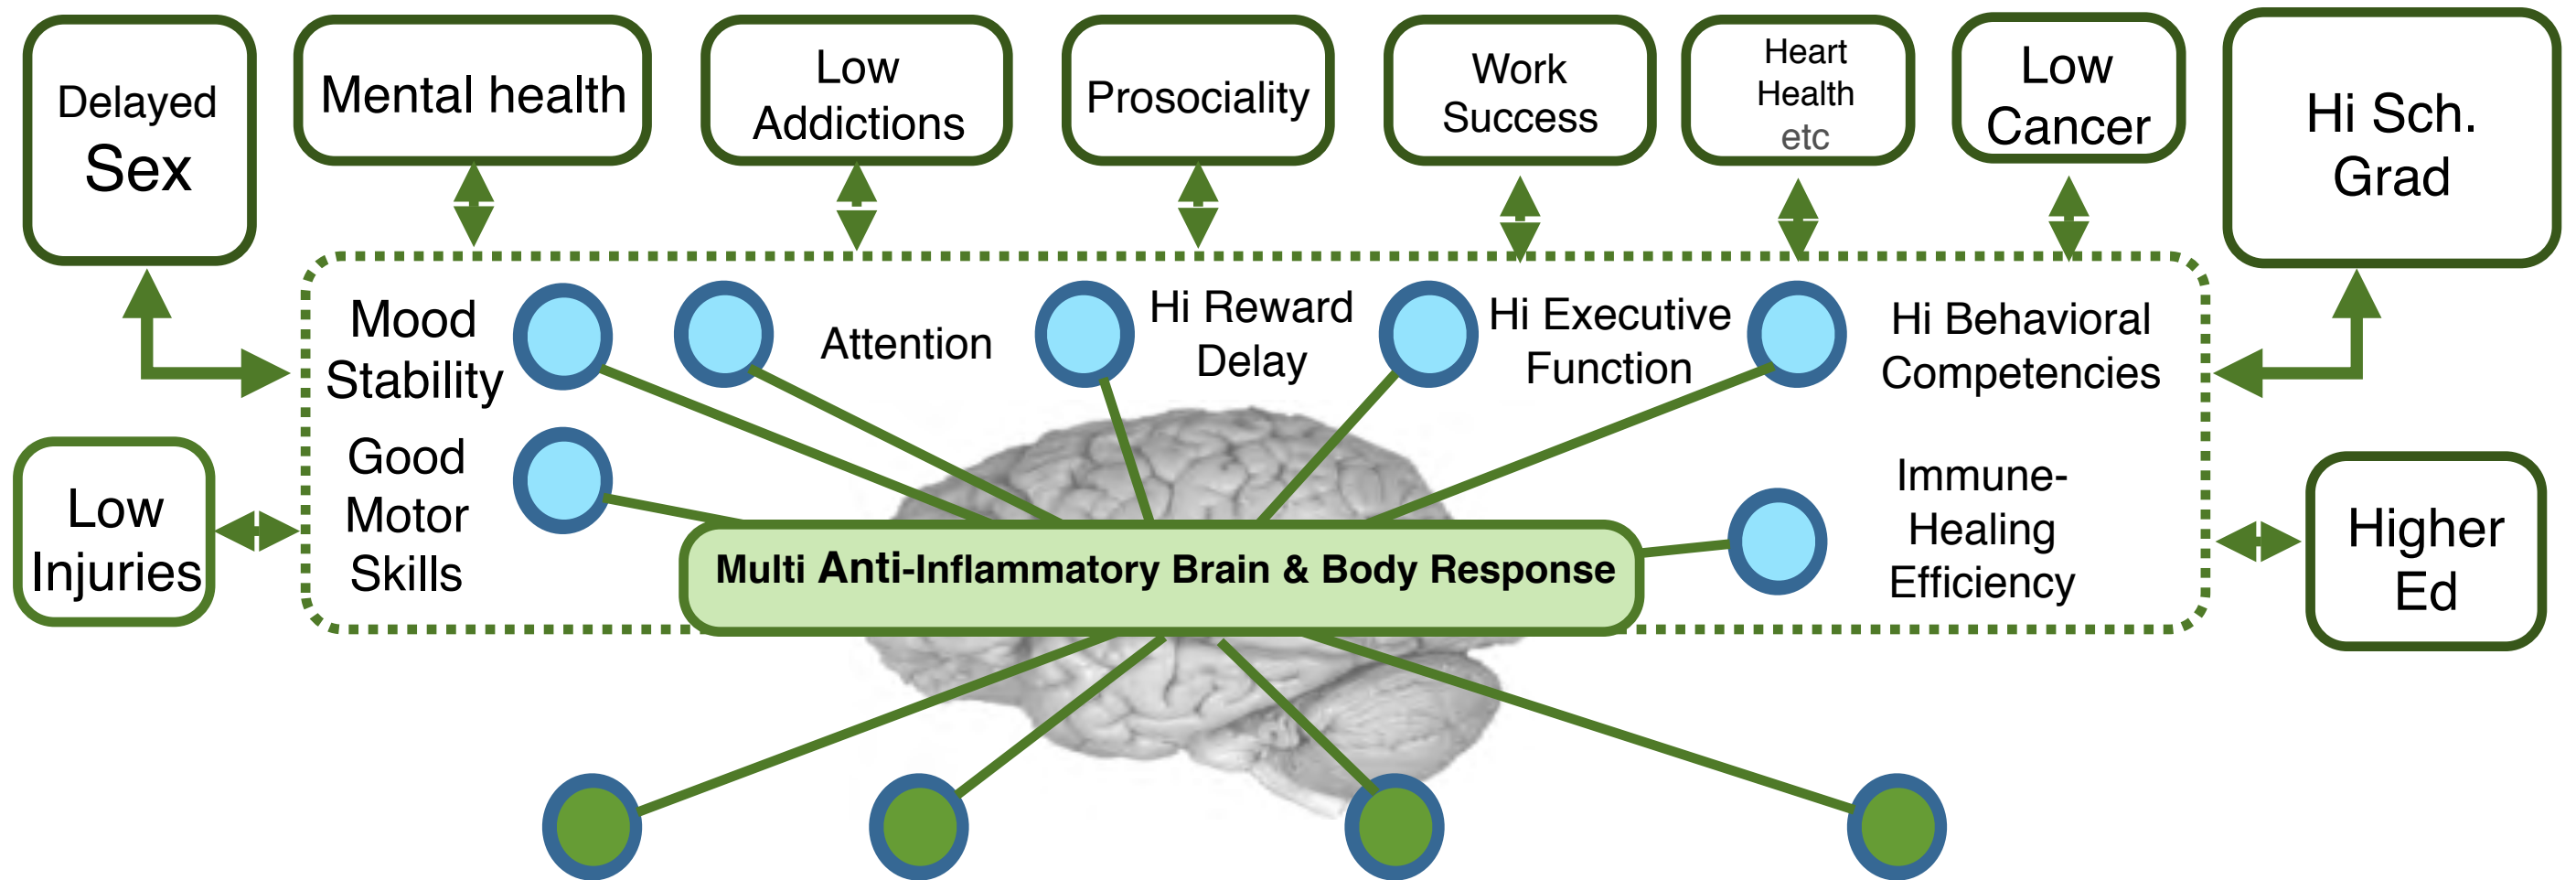 Delayed
Sex
Mental health
Low
Addictions
Prosociality
Work
Success
Heart
Health
etc
Low
Cancer
Hi Sch.
Grad
Mood
Stability
Attention
Hi Reward
Delay
Hi Executive
Function
Hi Behavioral
Competencies
Low
Injuries
Good
Motor
Skills
Multi Anti-Inflammatory Brain & Body Response
Immune-
Healing
Efficiency
Higher
Ed